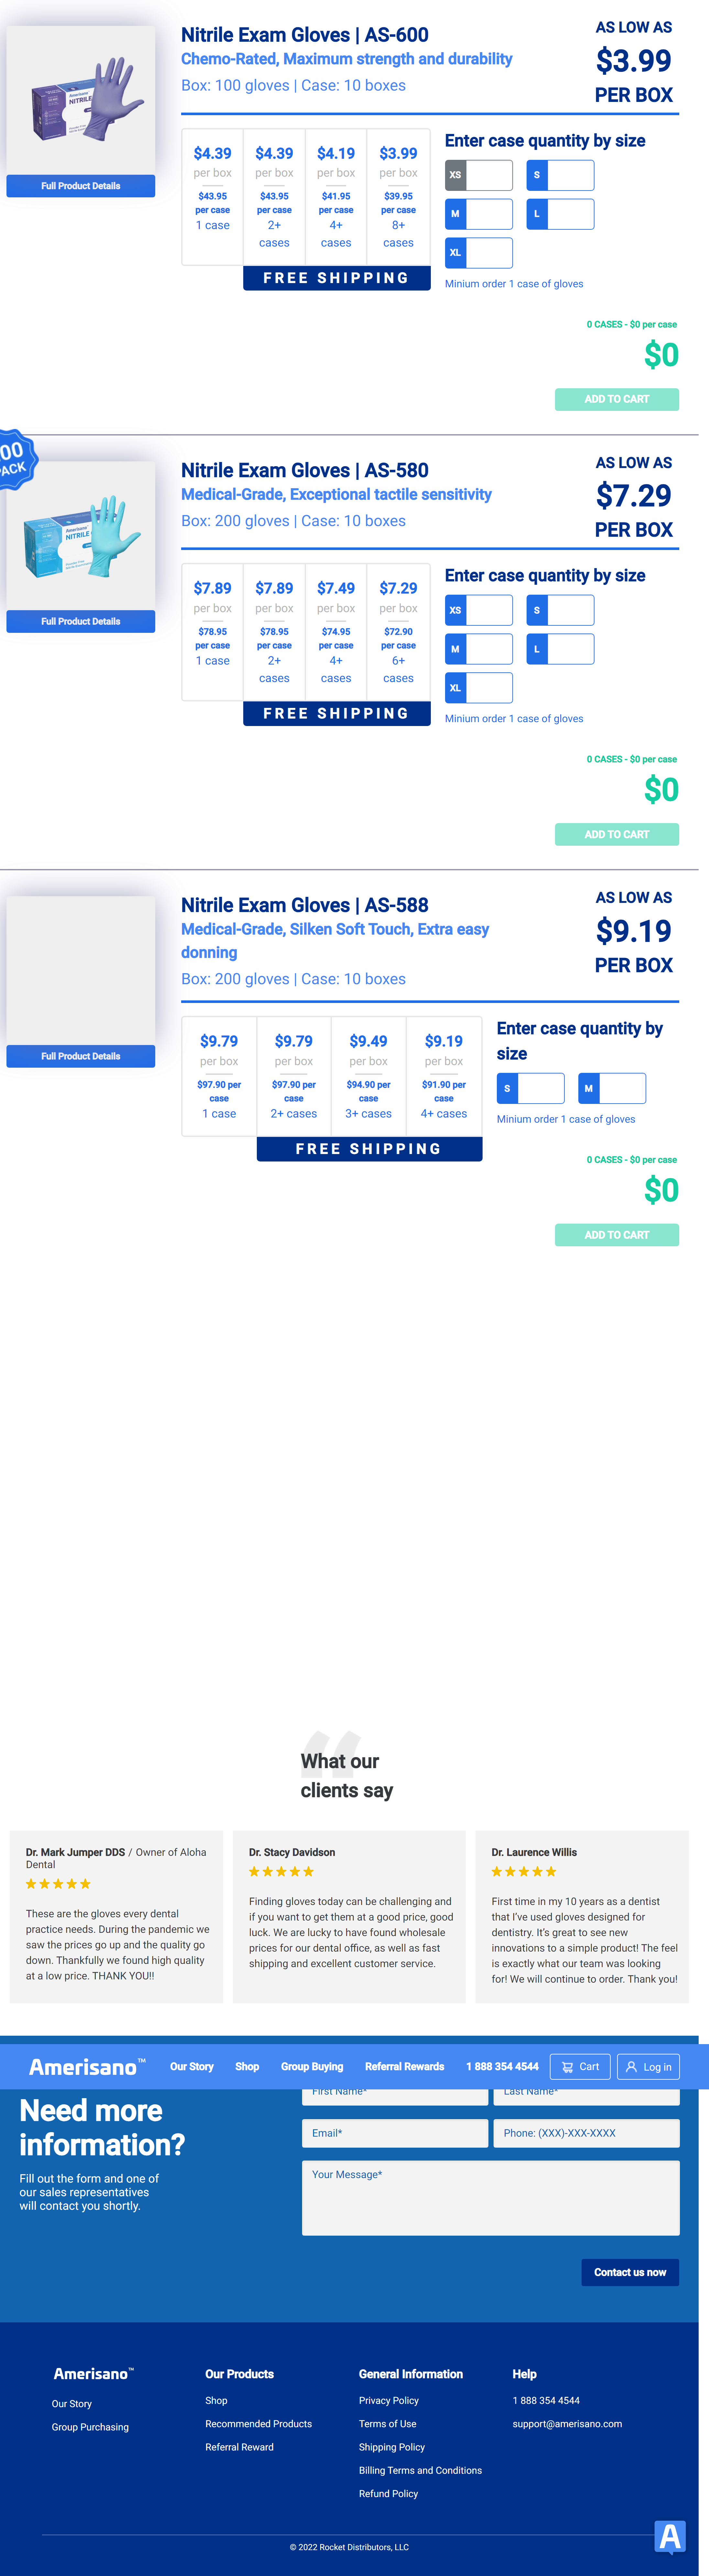 Nitrile Exam Gloves | AS-600
Chemo-Rated, Maximum strength and durability
Box: 100 gloves | Case: 10 boxes
AS LOW AS
$3.99
PER BOX
Amerisano
NITRILE
Full Product Details
$4.39 $4.39 $4.19 $3.99
per box per box per box per box
$43.95 $43.95 $41.95 $39.95
per case per case per case per case
1 case 2+ 4+ 8+
cases cases cases
FREE SHIPPING
Enter case quantity by size
XS S
M L
XL
Minium order 1 case of gloves
0 CASES - $0 per case
$0
ADD TO CART
00
PACK
Nitrile Exam Gloves | AS-580
Medical-Grade, Exceptional tactile sensitivity
Box: 200 gloves | Case: 10 boxes
AS LOW AS
$7.29
PER BOX
Amerisano
NITRILE
Full Product Details
$7.89 $7.89 $7.49 $7.29
per box per box per box per box
$78.95 $78.95 $74.95 $72.90
per case per case per case per case
1 case 2+ 4+ 6+
cases cases cases
FREE SHIPPING
Enter case quantity by size
XS S
M L
XL
Minium order 1 case of gloves
0 CASES - $0 per case
$0
ADD TO CART
Nitrile Exam Gloves | AS-588
Medical-Grade, Silken Soft Touch, Extra easy
donning
Box: 200 gloves | Case: 10 boxes
AS LOW AS
$9.19
PER BOX
Full Product Details
$9.79 $9.79 $9.49 $9.19
per box per box per box per box
$97.90 per $97.90 per $94.90 per $91.90 per
case case case case
1 case 2+ cases 3+ cases 4+ cases
FREE SHIPPING
Enter case quantity by
size
S M
Minium order 1 case of gloves
0 CASES - $0 per case
$0
ADD TO CART
What our
clients say
Dr. Mark Jumper DDS / Owner of Aloha
Dental
These are the gloves every dental
practice needs. During the pandemic we
saw the prices go up and the quality go
down. Thankfully we found high quality
at a low price. THANK YOU!!
Dr. Stacy Davidson
Finding gloves today can be challenging and
if you want to get them at a good price, good
luck. We are lucky to have found wholesale
prices for our dental office, as well as fast
shipping and excellent customer service.
Dr. Laurence Willis
First time in my 10 years as a dentist
that I've used gloves designed for
dentistry. It's great to see new
innovations to a simple product! The feel
is exactly what our team was looking
for! We will continue to order. Thank you!
Amerisano™ Our Story Shop Group Buying Referral Rewards 1 888 354 4544 Cart Log in
Need more
information?
Fill out the form and one of
our sales representatives
will contact you shortly.
First Name* Last Name*
Email* Phone: (XXX)-XXX-XXXX
Your Message*
Contact us now
Amerisano™
Our Story
Group Purchasing
Our Products
Shop
Recommended Products
Referral Reward
General Information
Privacy Policy
Terms of Use
Shipping Policy
Billing Terms and Conditions
Refund Policy
Help
1 888 354 4544
support@amerisano.com
A
© 2022 Rocket Distributors, LLC